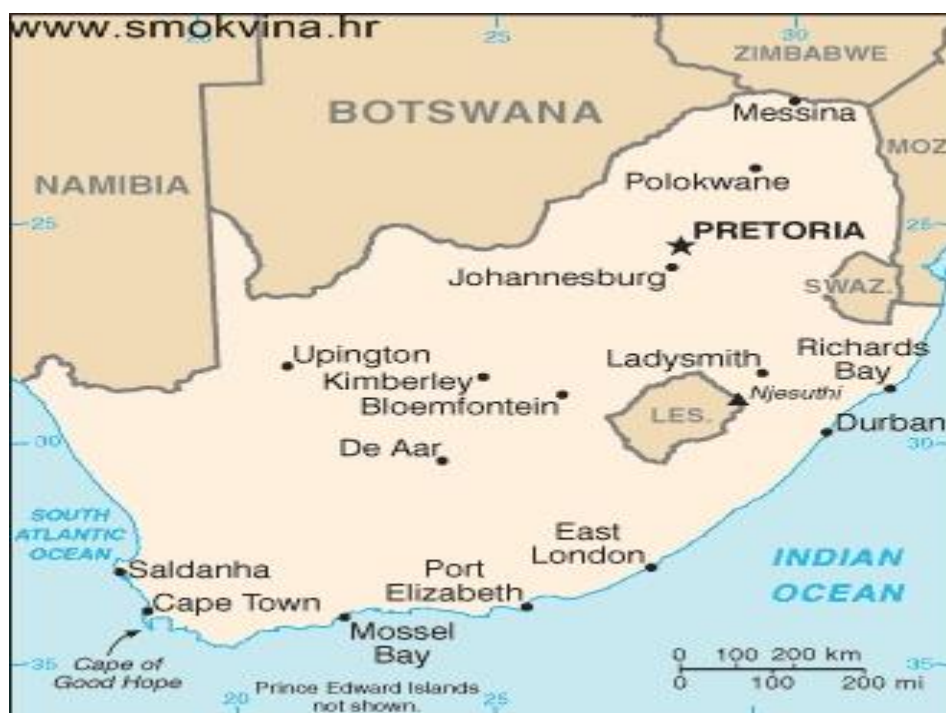 www.smokvina.hr
20
25
30
ZIMBABWE
BOTSWANA
Messina
MOZ
NAMIBIA
Polokwane
25
PRETORIA
25
Johannesburg
SWAZ.
Upington
Ladysmith
Richards
Bay
Kimberley
Bloemfontein
Njesuthi
LES.
Durban
30
De Aar
30
SOUTH
ATLANTIC
OCEAN
East
London
INDIAN
OCEAN
Saldanha
Port
Elizabeth
Cape Town
Mossel
Bay
Cape of
Good Hope
35
0 100 200 km
0 100 200 mi
35
20
Prince Edward Islands
not shown.
25